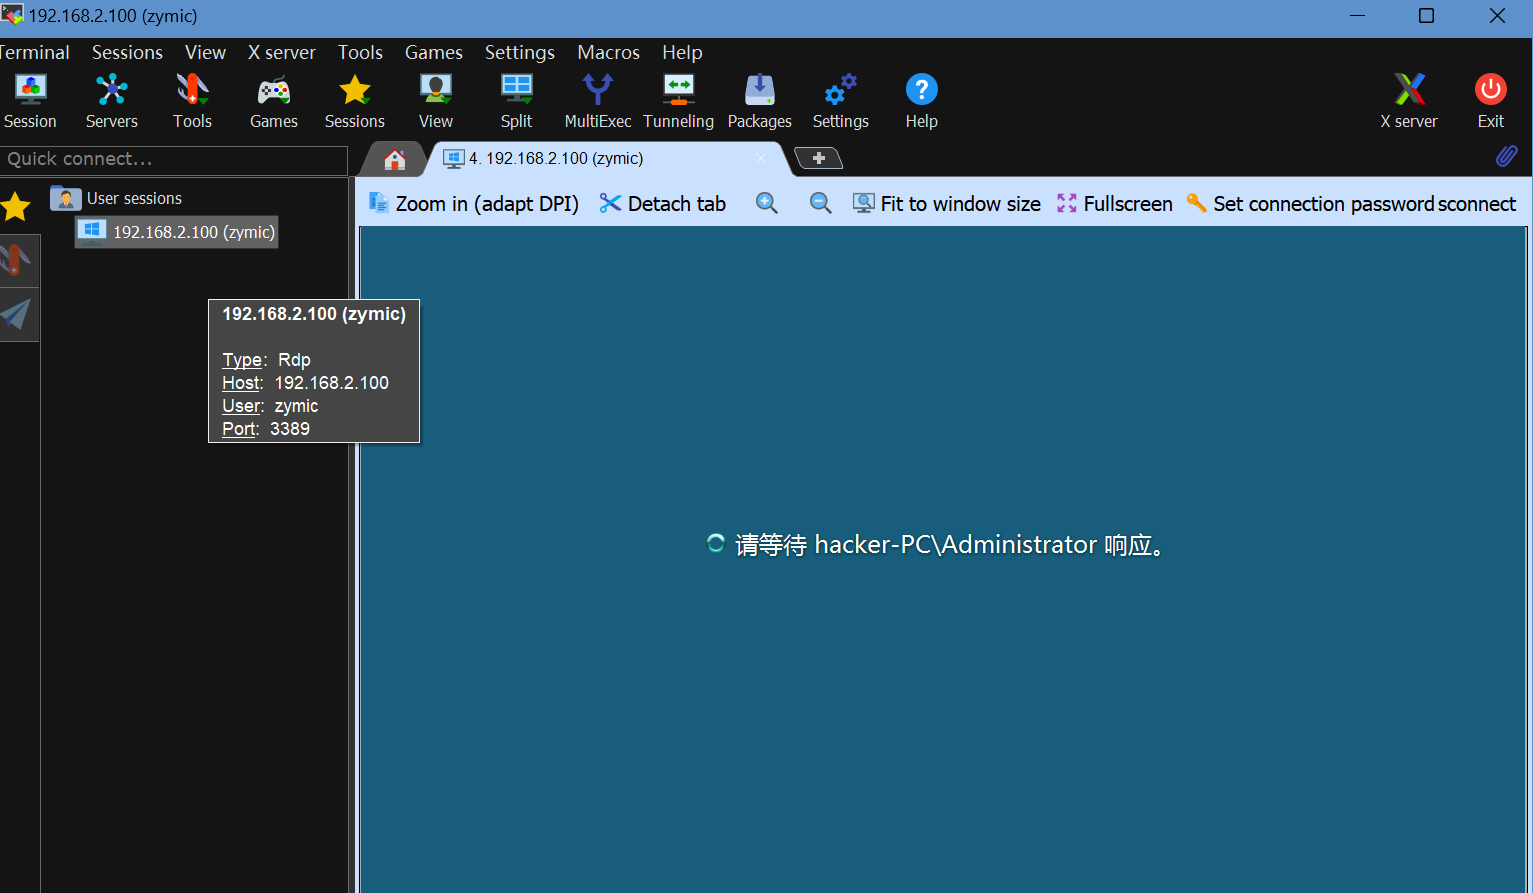 192.168.2.100 (zymic)
Terminal Sessions View X server Tools Games Settings Macros Help
Session Servers Tools Games Sessions View Split MultiExec Tunneling Packages Settings Help X server Exit
Quick connect...
4. 192.168.2.100 (zymic)
Zoom in (adapt DPI) Detach tab Fit to window size Fullscreen Set connection password sconnect
User sessions
192.168.2.100 (zymic)
192.168.2.100 (zymic)
Type: Rdp
Host: 192.168.2.100
User: zymic
Port: 3389
请等待 hacker-PC\Administrator 响应。